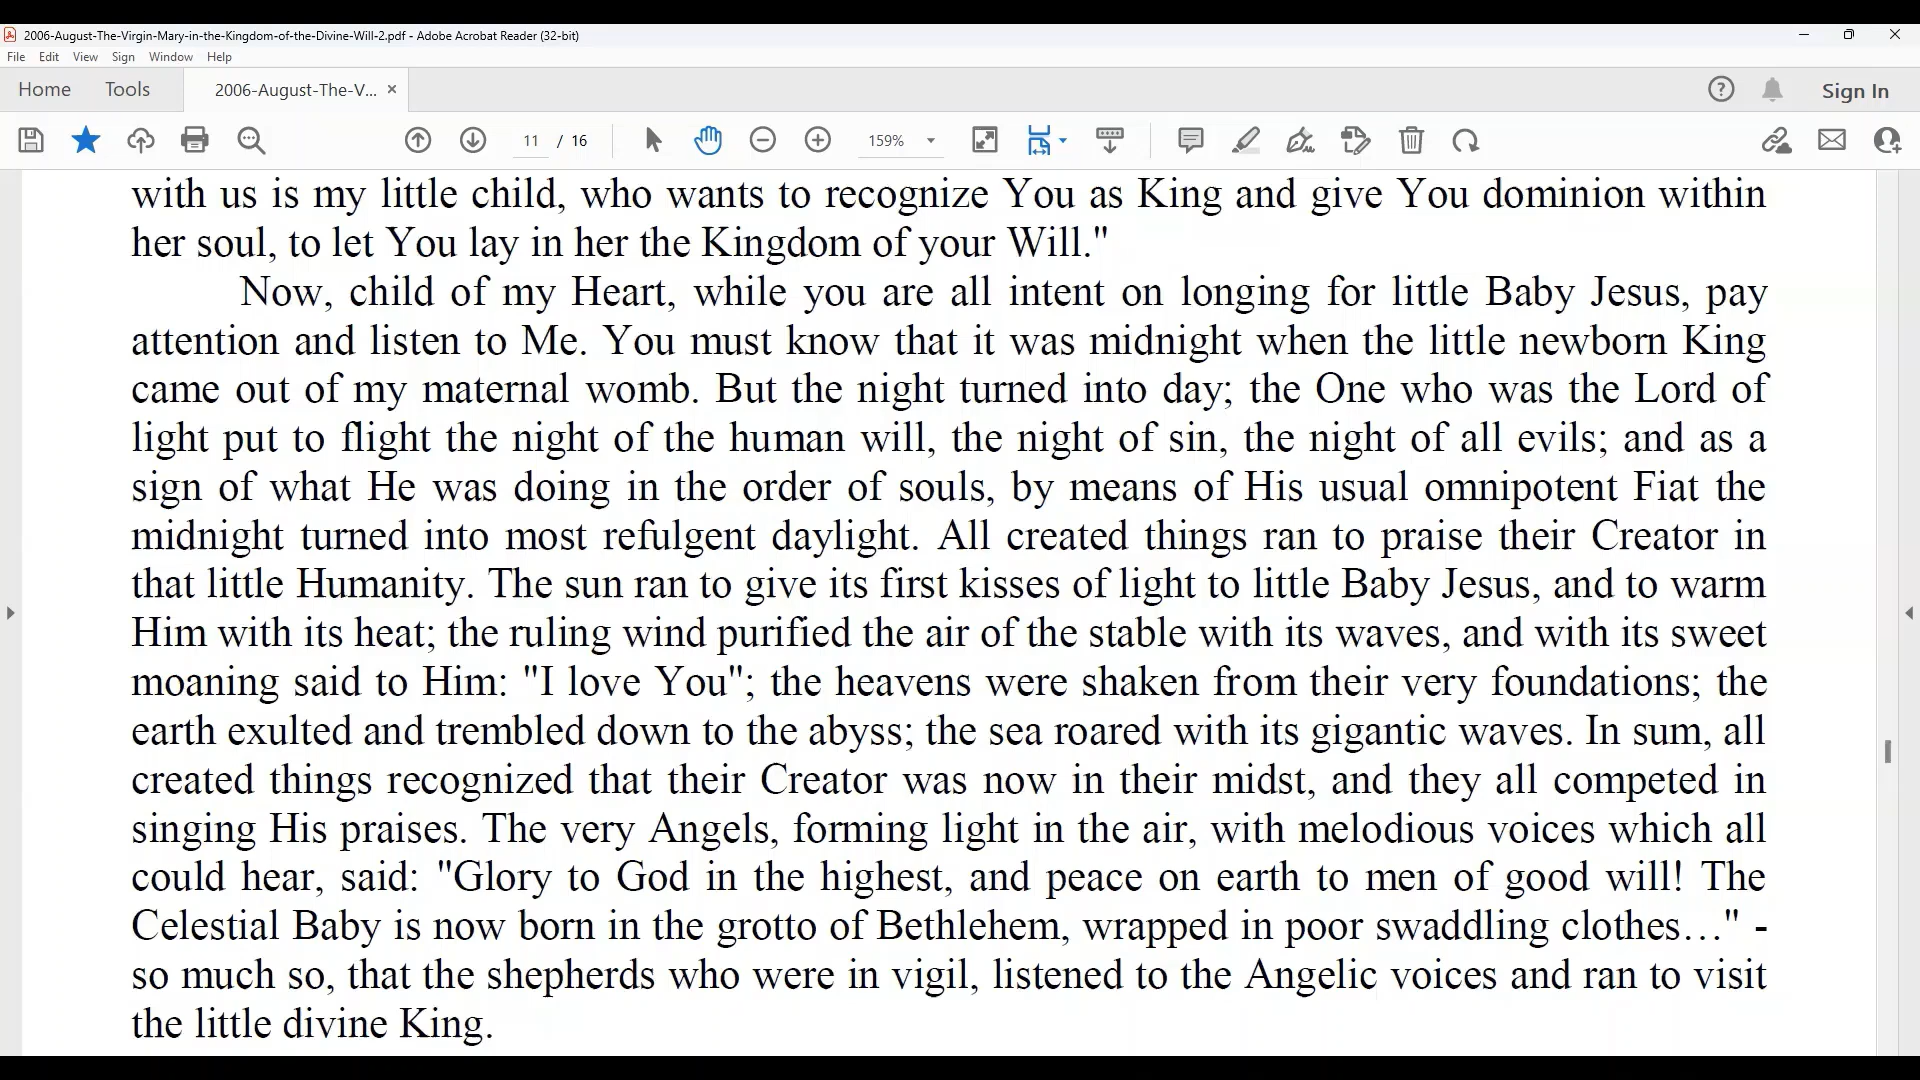 2006-August-The-Virgin-Mary-in-the-Kingdom-of-the-Divine-Will-2.pdf - Adobe Acrobat Reader (32-bit)
File Edit View Sign Window Help
Home Tools 2006-August-The-V... × Sign In
11 / 16 159%
with us is my little child, who wants to recognize You as King and give You dominion within
her soul, to let You lay in her the Kingdom of your Will."
Now, child of my Heart, while you are all intent on longing for little Baby Jesus, pay
attention and listen to Me. You must know that it was midnight when the little newborn King
came out of my maternal womb. But the night turned into day; the One who was the Lord of
light put to flight the night of the human will, the night of sin, the night of all evils; and as a
sign of what He was doing in the order of souls, by means of His usual omnipotent Fiat the
midnight turned into most refulgent daylight. All created things ran to praise their Creator in
that little Humanity. The sun ran to give its first kisses of light to little Baby Jesus, and to warm
Him with its heat; the ruling wind purified the air of the stable with its waves, and with its sweet
moaning said to Him: "I love You"; the heavens were shaken from their very foundations; the
earth exulted and trembled down to the abyss; the sea roared with its gigantic waves. In sum, all
created things recognized that their Creator was now in their midst, and they all competed in
singing His praises. The very Angels, forming light in the air, with melodious voices which all
could hear, said: "Glory to God in the highest, and peace on earth to men of good will! The
Celestial Baby is now born in the grotto of Bethlehem, wrapped in poor swaddling clothes…" -
so much so, that the shepherds who were in vigil, listened to the Angelic voices and ran to visit
the little divine King.